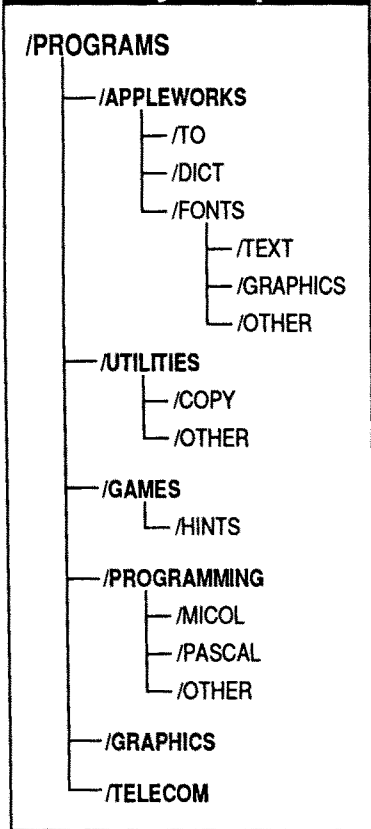 /PROGRAMS
/APPLEWORKS
/TO
/DICT
/FONTS
/TEXT
/GRAPHICS
/OTHER
/UTILITIES
/COPY
/OTHER
/GAMES
/HINTS
/PROGRAMMING
/MICOL
/PASCAL
/OTHER
/GRAPHICS
/TELECOM